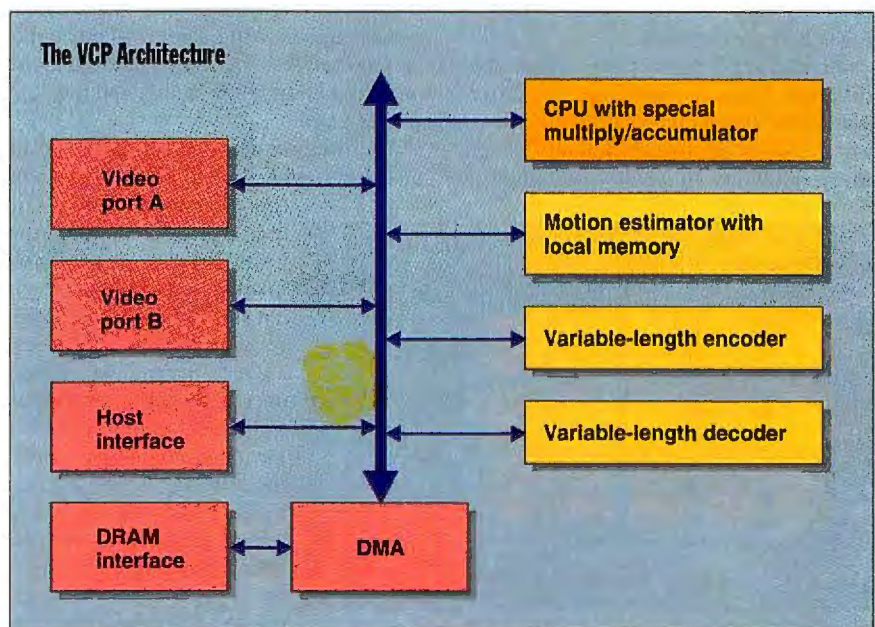 The VCP Architecture
Video
port A
Video
port B
Host
interface
DRAM
interface
DMA
CPU with special
multiply/accumulator
Motion estimator with
local memory
Variable-length encoder
Variable-length decoder